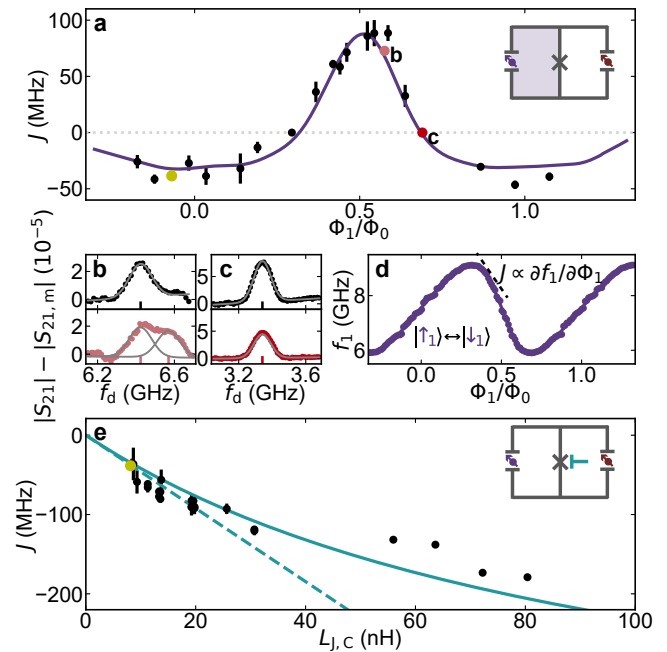 a
100
50
0
−50
J (MHz)
b
c
0.0
0.5
1.0
Φ₁/Φ₀
|S₂₁| − |S₂₁,ₘ| (10⁻⁵)
b
2
0
2
0
6.2
6.6
f_d (GHz)
c
5
0
5
0
3.2
3.6
f_d (GHz)
d
J ∝ ∂f₁/∂Φ₁
|↑₁⟩↔|↓₁⟩
8
6
f₁ (GHz)
0.0
0.5
1.0
Φ₁/Φ₀
e
0
−100
−200
J (MHz)
0
20
40
60
80
100
L_J,C (nH)